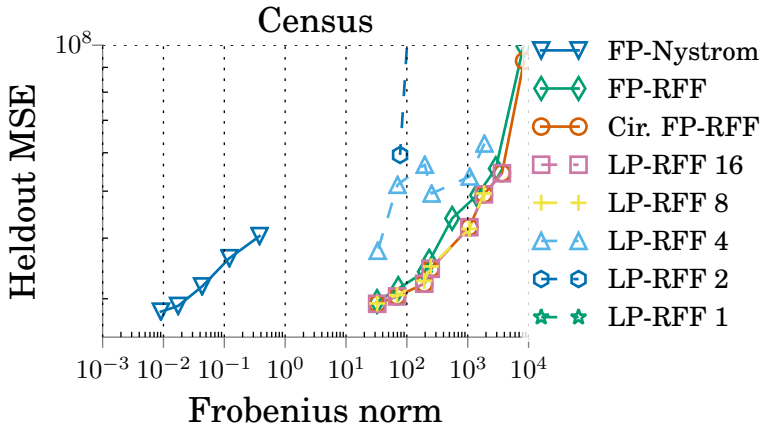 Census
10^8
Heldout MSE
10^{-3} 10^{-2} 10^{-1} 10^0 10^1 10^2 10^3 10^4
Frobenius norm
FP-Nystrom
FP-RFF
Cir. FP-RFF
LP-RFF 16
LP-RFF 8
LP-RFF 4
LP-RFF 2
LP-RFF 1